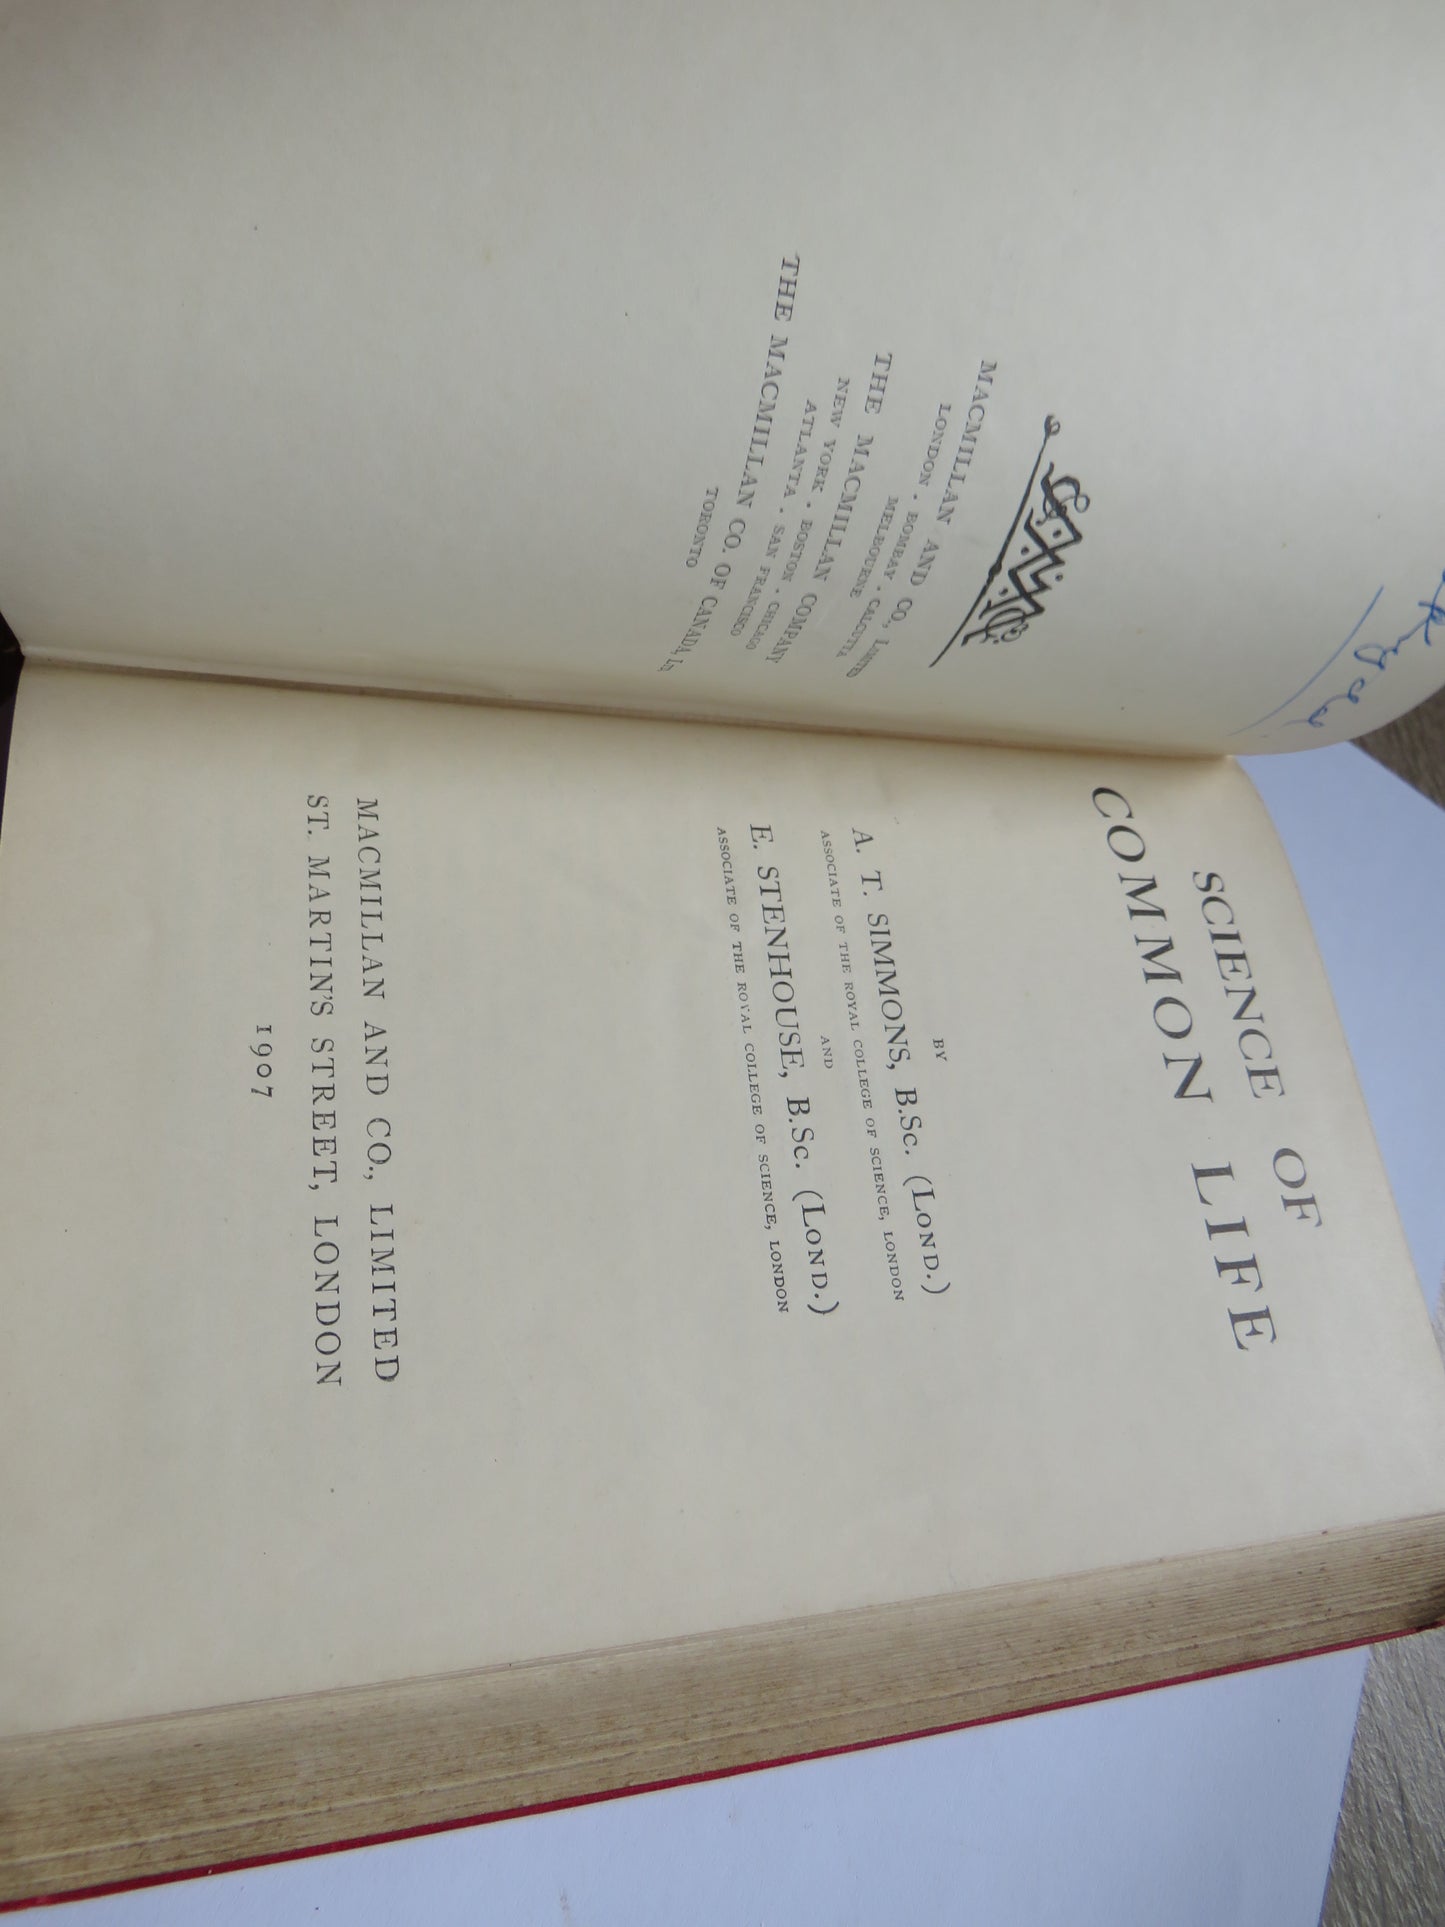 MACMILLAN AND CO., LIMITED
LONDON · BOMBAY · CALCUTTA
MELBOURNE
THE MACMILLAN COMPANY
NEW YORK · BOSTON · CHICAGO
ATLANTA · SAN FRANCISCO
THE MACMILLAN CO. OF CANADA,
TORONTO
SCIENCE OF
COMMON LIFE
BY
A. T. SIMMONS, B.Sc. (LOND.)
ASSOCIATE OF THE ROYAL COLLEGE OF SCIENCE, LONDON
AND
E. STENHOUSE, B.Sc. (LOND.)
ASSOCIATE OF THE ROYAL COLLEGE OF SCIENCE, LONDON
MACMILLAN AND CO., LIMITED
ST. MARTIN'S STREET, LONDON
1907